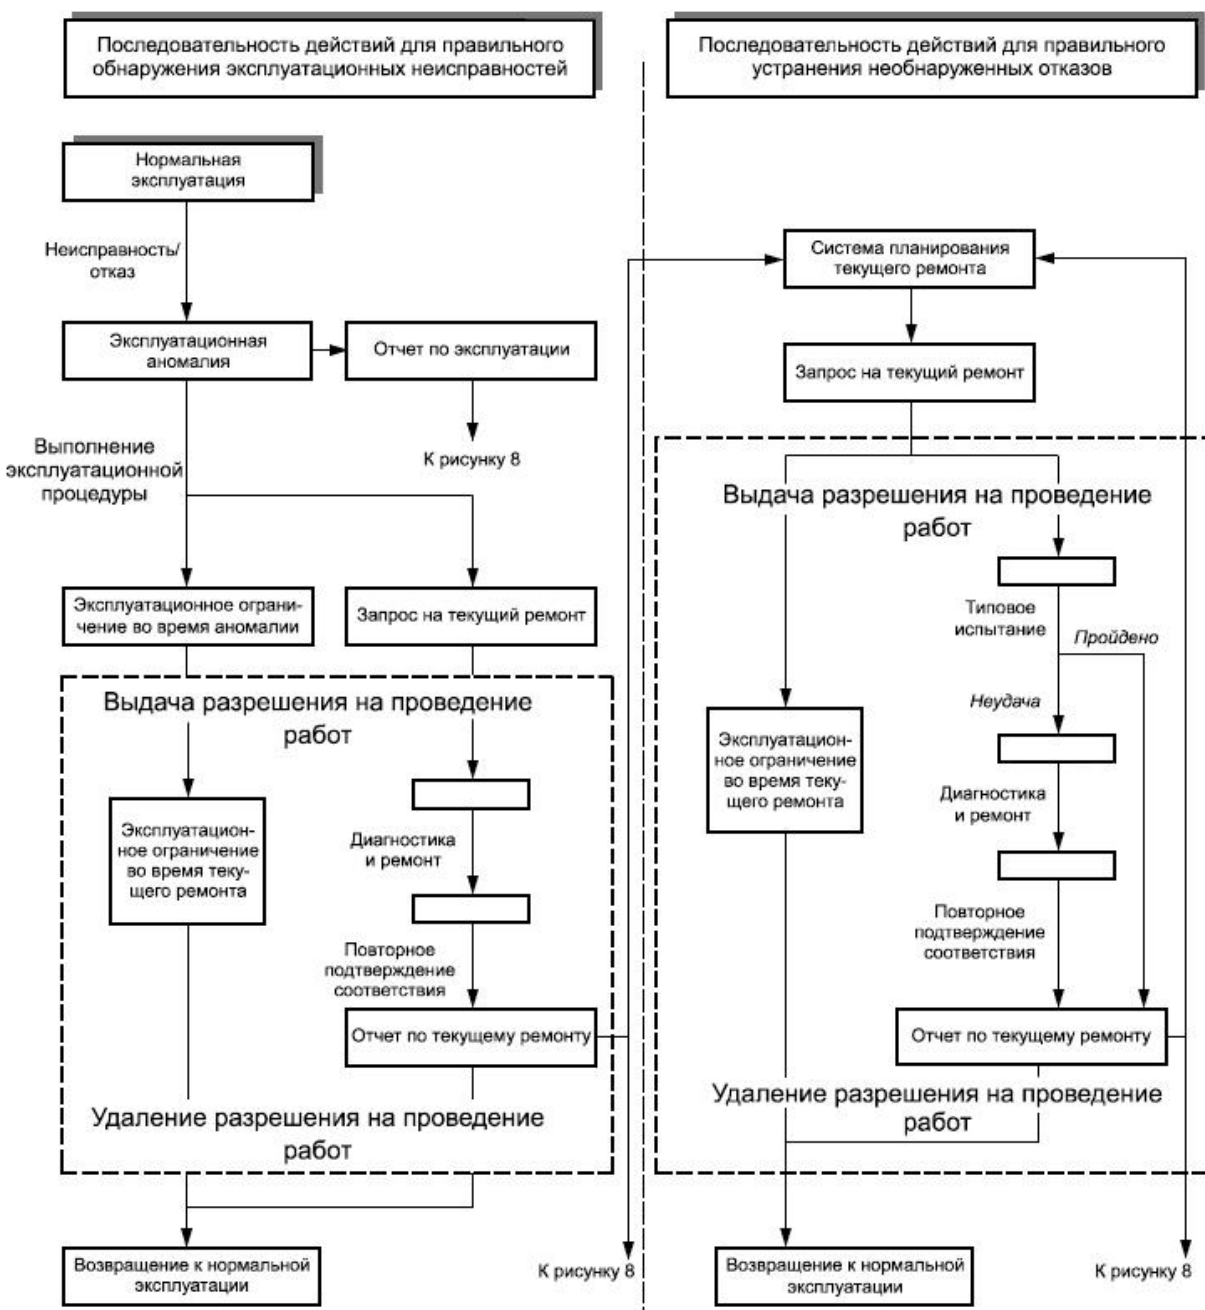 Последовательность действий для правильного
обнаружения эксплуатационных неисправностей
Нормальная
эксплуатация
Неисправность/
отказ
Эксплуатационная
аномалия
Отчет по эксплуатации
К рисунку 8
Выполнение
эксплуатационной
процедуры
Эксплуатационное ограни-
чение во время аномалии
Запрос на текущий ремонт
Выдача разрешения на проведение
работ
Эксплуатацион-
ное ограничение
во время теку-
щего ремонта
Диагностика
и ремонт
Повторное
подтверждение
соответствия
Отчет по текущему ремонту
Удаление разрешения на проведение
работ
Возвращение к нормальной
эксплуатации
К рисунку 8
Последовательность действий для правильного
устранения необнаруженных отказов
Система планирования
текущего ремонта
Запрос на текущий ремонт
Выдача разрешения на проведение
работ
Типовое
испытание
Пройдено
Неудача
Эксплуатацион-
ное ограничение
во время теку-
щего ремонта
Диагностика
и ремонт
Повторное
подтверждение
соответствия
Отчет по текущему ремонту
Удаление разрешения на проведение
работ
Возвращение к нормальной
эксплуатации
К рисунку 8